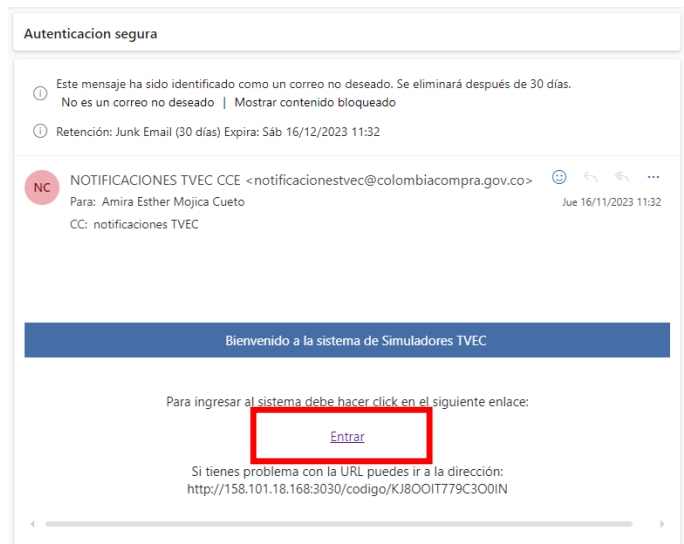 Autenticacion segura
Este mensaje ha sido identificado como un correo no deseado. Se eliminará después de 30 días.
No es un correo no deseado | Mostrar contenido bloqueado
Retención: Junk Email (30 días) Expira: Sáb 16/12/2023 11:32
NC
NOTIFICACIONES TVEC CCE <notificacionestvec@colombiacompra.gov.co>
Para: Amira Esther Mojica Cueto
Jue 16/11/2023 11:32
CC: notificaciones TVEC
Bienvenido a la sistema de Simuladores TVEC
Para ingresar al sistema debe hacer click en el siguiente enlace:
Entrar
Si tienes problema con la URL puedes ir a la dirección:
http://158.101.18.168:3030/codigo/KJ8OOIT779C3O0IN